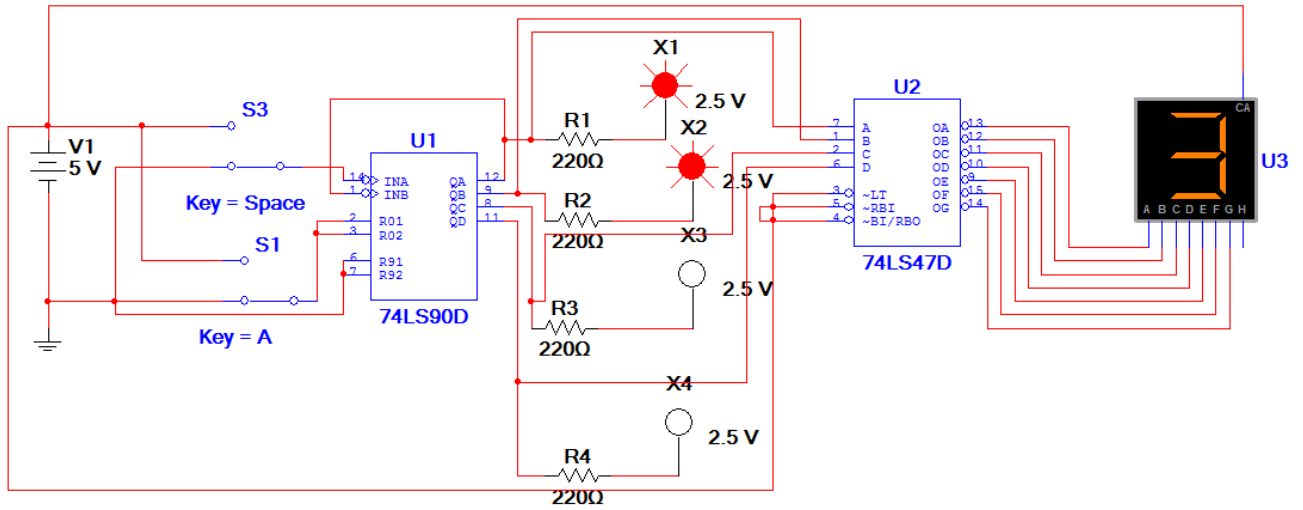 V1
5 V
S3
Key = Space
S1
Key = A
U1
14 INA QA 12
1 INB QB 9
QC 8
2 R01 QD 11
3 R02
6 R91
7 R92
74LS90D
X1
2.5 V
R1
220Ω
X2
2.5 V
R2
220Ω
X3
2.5 V
R3
220Ω
X4
2.5 V
R4
220Ω
U2
7 A OA 13
1 B OB 12
2 C OC 11
6 D OD 10
OE 9
3 ~LT OF 15
5 ~RBI OG 14
4 ~BI/RBO
74LS47D
CA
3
U3
A B C D E F G H